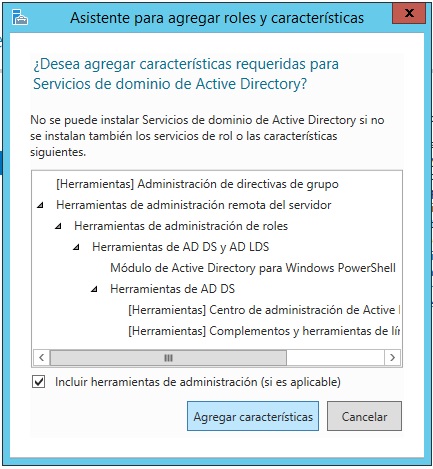 Asistente para agregar roles y características
x
¿Desea agregar características requeridas para
Servicios de dominio de Active Directory?
No se puede instalar Servicios de dominio de Active Directory si no
se instalan también los servicios de rol o las características
siguientes.
[Herramientas] Administración de directivas de grupo
Herramientas de administración remota del servidor
Herramientas de administración de roles
Herramientas de AD DS y AD LDS
Módulo de Active Directory para Windows PowerShell
Herramientas de AD DS
[Herramientas] Centro de administración de Active
[Herramientas] Complementos y herramientas de
Incluir herramientas de administración (si es aplicable)
Agregar características
Cancelar